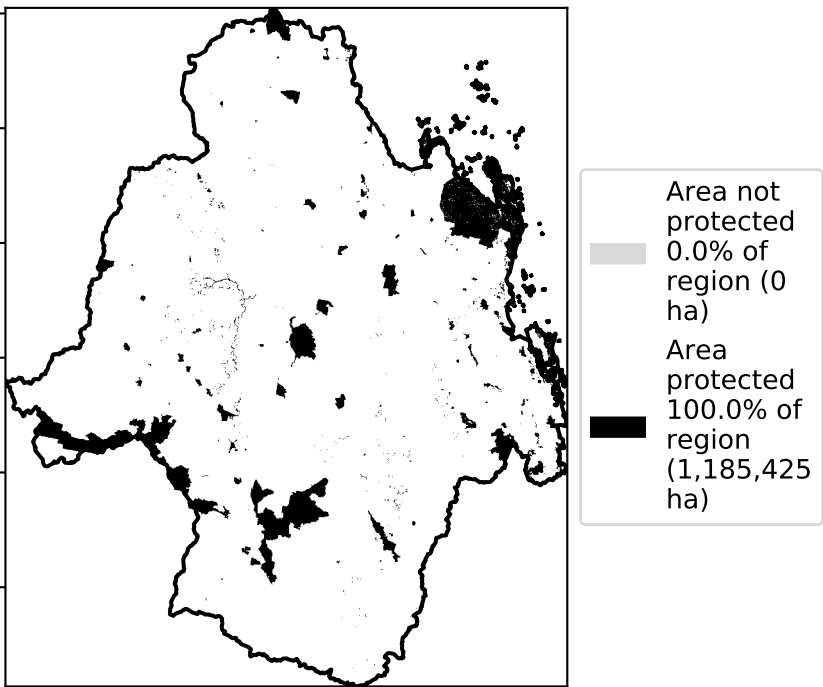 Area not
protected
0.0% of
region (0
ha)
Area
protected
100.0% of
region
(1,185,425
ha)